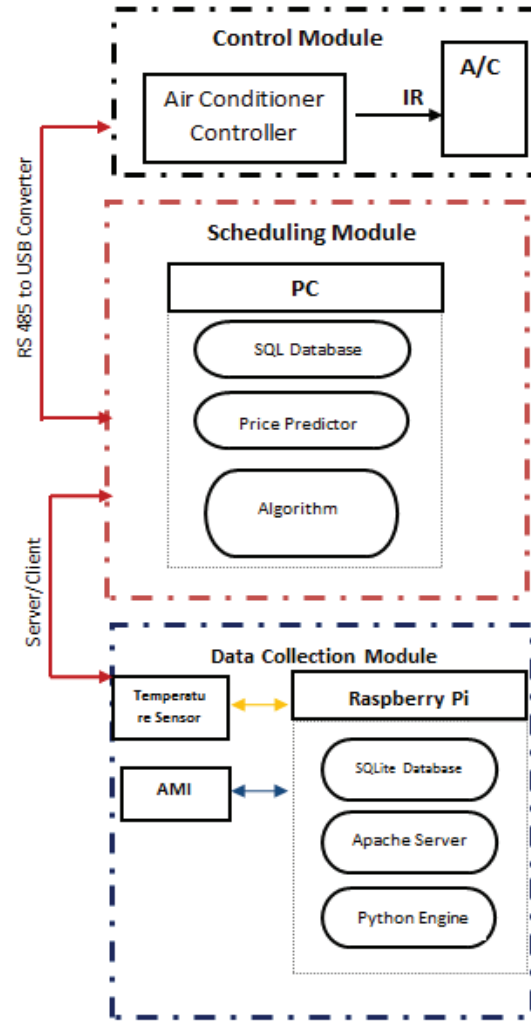 Control Module
A/C
Air Conditioner
Controller
IR
RS 485 to USB Converter
Scheduling Module
PC
SQL Database
Price Predictor
Algorithm
Server/Client
Data Collection Module
Temperatu
re Sensor
Raspberry Pi
AMI
SQLite Database
Apache Server
Python Engine